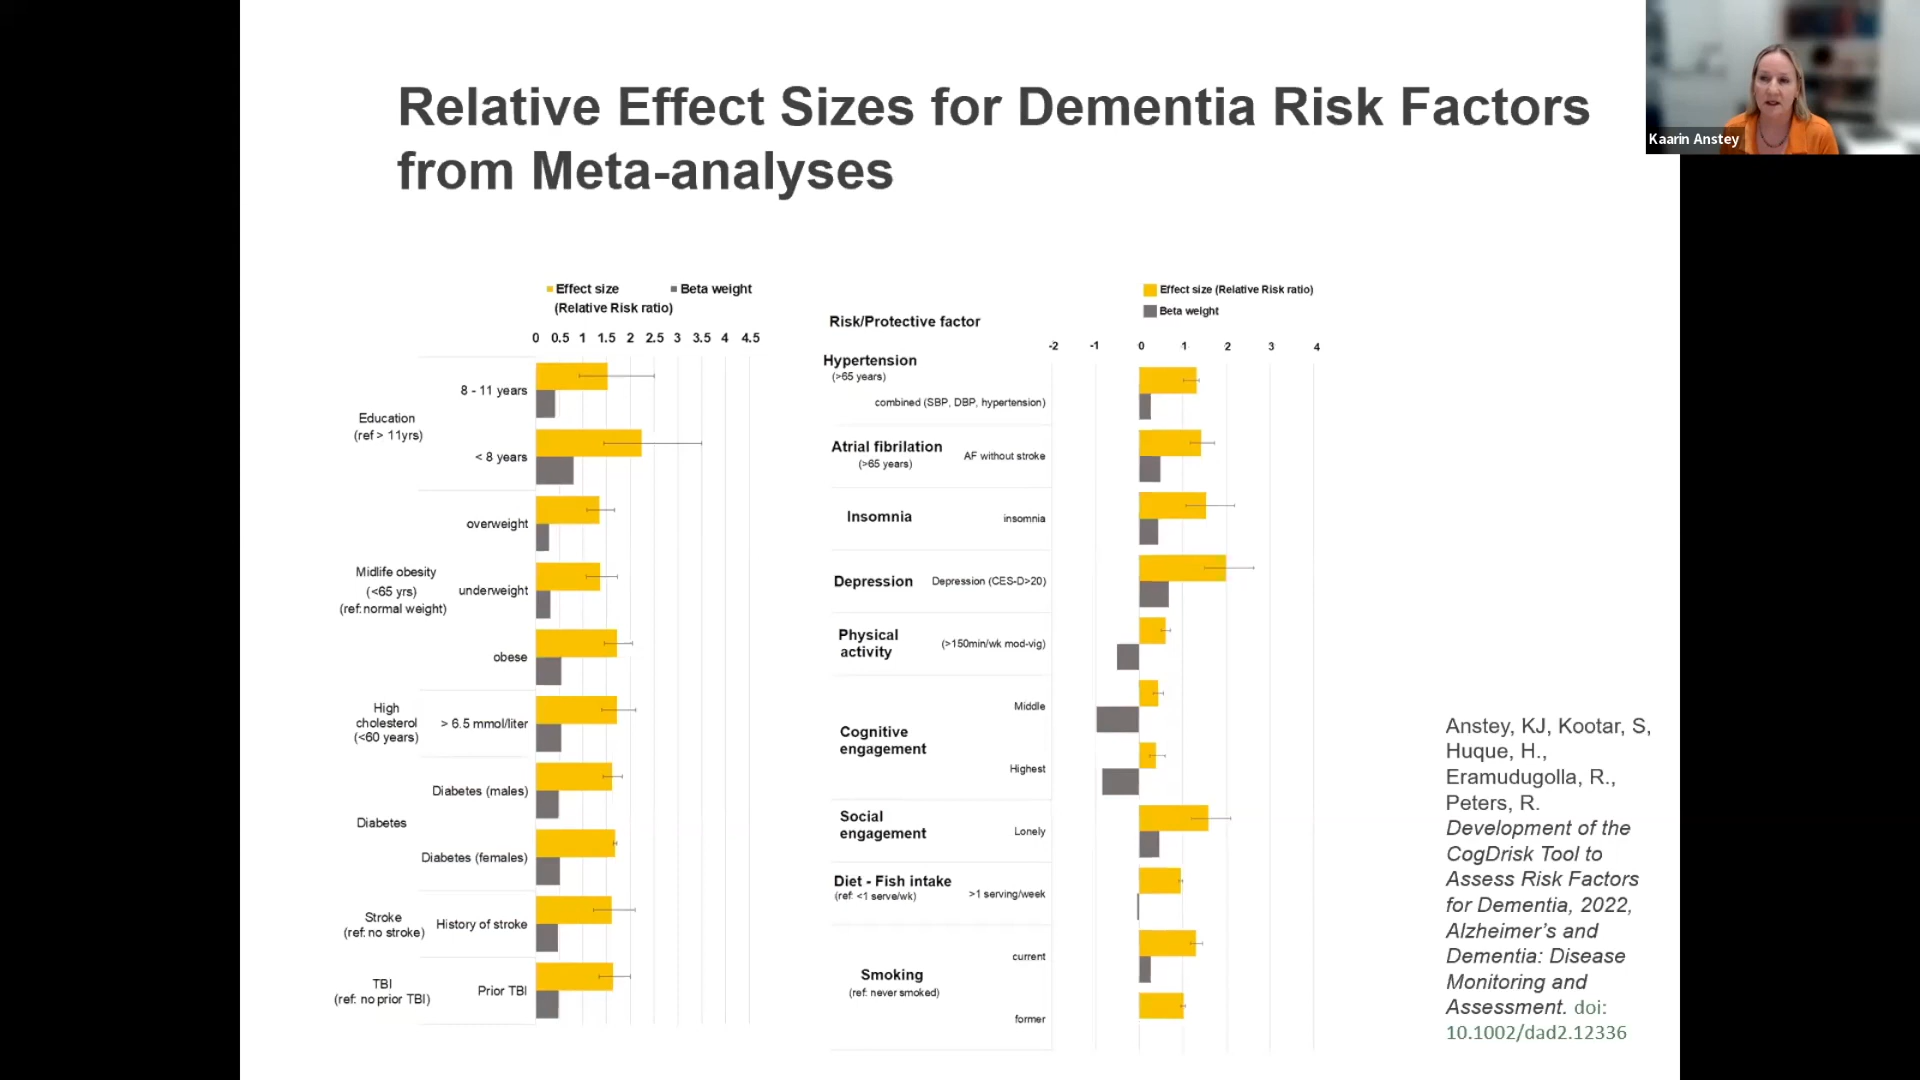 Relative Effect Sizes for Dementia Risk Factors
from Meta-analyses
Kaarin Anstey
Effect size
(Relative Risk ratio)
Beta weight
0 0.5 1 1.5 2 2.5 3 3.5 4 4.5
Education
(ref > 11yrs)
8 - 11 years
< 8 years
Midlife obesity
(<65 yrs)
(ref: normal weight)
overweight
underweight
obese
High
cholesterol
(<60 years)
> 6.5 mmol/liter
Diabetes
Diabetes (males)
Diabetes (females)
Stroke
(ref: no stroke)
History of stroke
TBI
(ref: no prior TBI)
Prior TBI
Effect size (Relative Risk ratio)
Beta weight
Risk/Protective factor
-2 -1 0 1 2 3 4
Hypertension
(>65 years)
combined (SBP, DBP, hypertension)
Atrial fibrilation
(>65 years)
AF without stroke
Insomnia
insomnia
Depression
Depression (CES-D>20)
Physical
activity
(>150min/wk mod-vig)
Cognitive
engagement
Middle
Highest
Social
engagement
Lonely
Diet - Fish intake
(ref: <1 serve/wk)
>1 serving/week
Smoking
(ref: never smoked)
current
former
Anstey, KJ, Kootar, S,
Huque, H.,
Eramudugolla, R.,
Peters, R.
Development of the
CogDrisk Tool to
Assess Risk Factors
for Dementia, 2022,
Alzheimer's and
Dementia: Disease
Monitoring and
Assessment. doi:
10.1002/dad2.12336